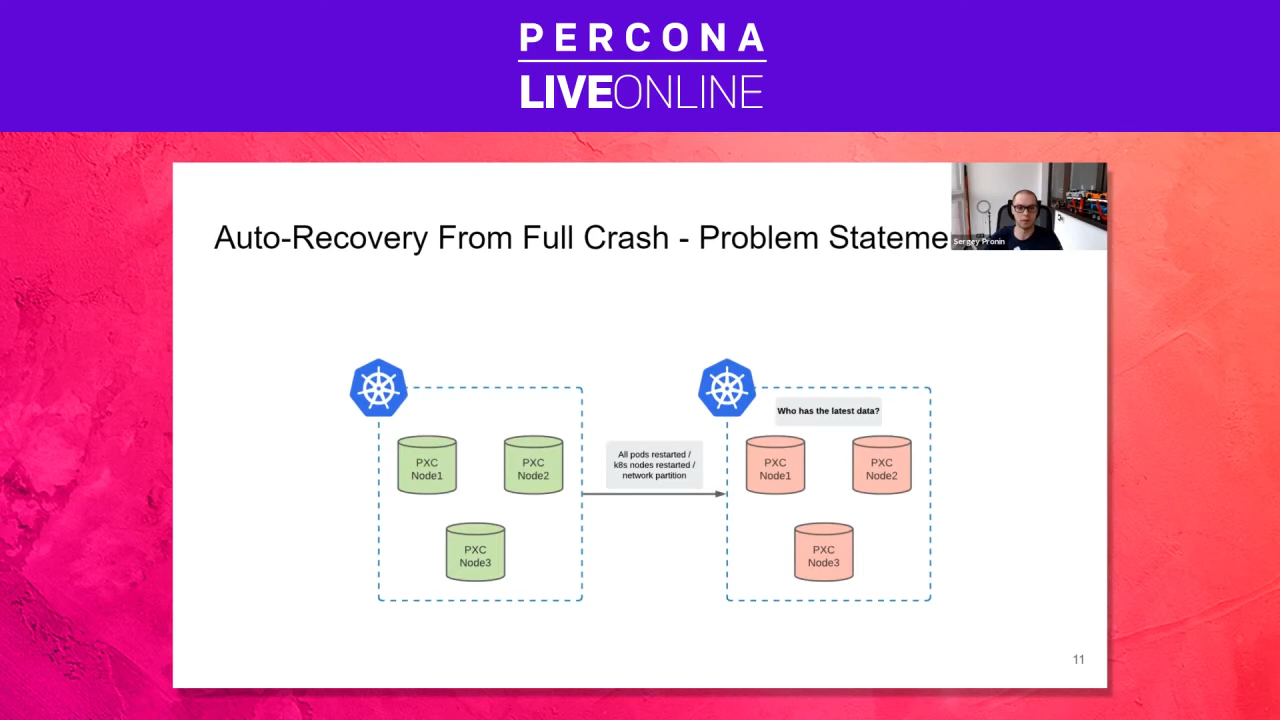 PERCONA
LIVEONLINE
Auto-Recovery From Full Crash - Problem Stateme
Sergey Pronin
Who has the latest data?
PXC
Node1
PXC
Node2
All pods restarted /
k8s nodes restarted /
network partition
PXC
Node1
PXC
Node2
PXC
Node3
PXC
Node3
11